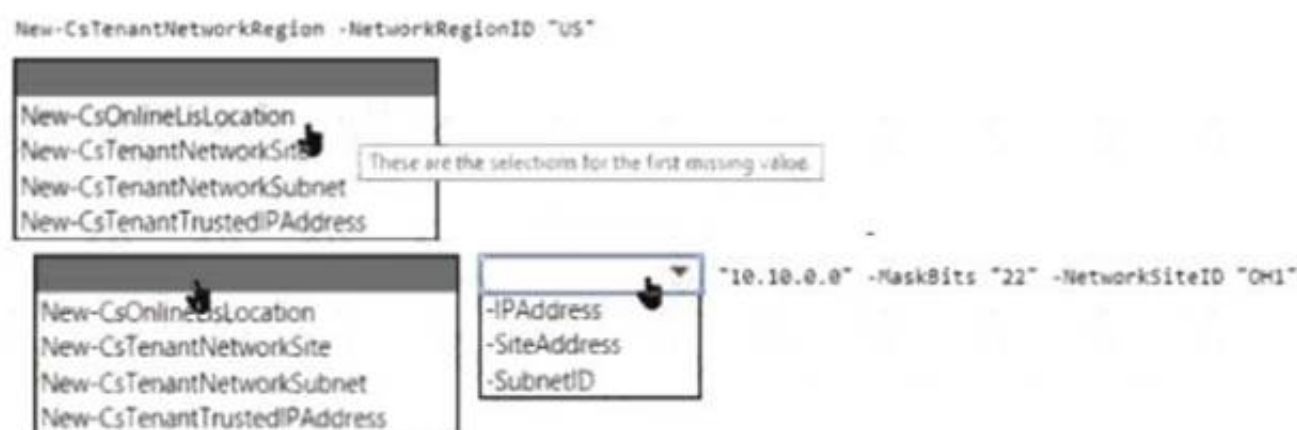 New-CsTenantNetworkRegion -NetworkRegionID "US"
New-CsOnlineLisLocation
New-CsTenantNetworkSite
These are the selections for the first missing value.
New-CsTenantNetworkSubnet
New-CsTenantTrustedIPAddress
"10.10.0.0" -MaskBits "22" -NetworkSiteID "OH1"
New-CsOnlineLisLocation
New-CsTenantNetworkSite
New-CsTenantNetworkSubnet
New-CsTenantTrustedIPAddress
-IPAddress
-SiteAddress
-SubnetID